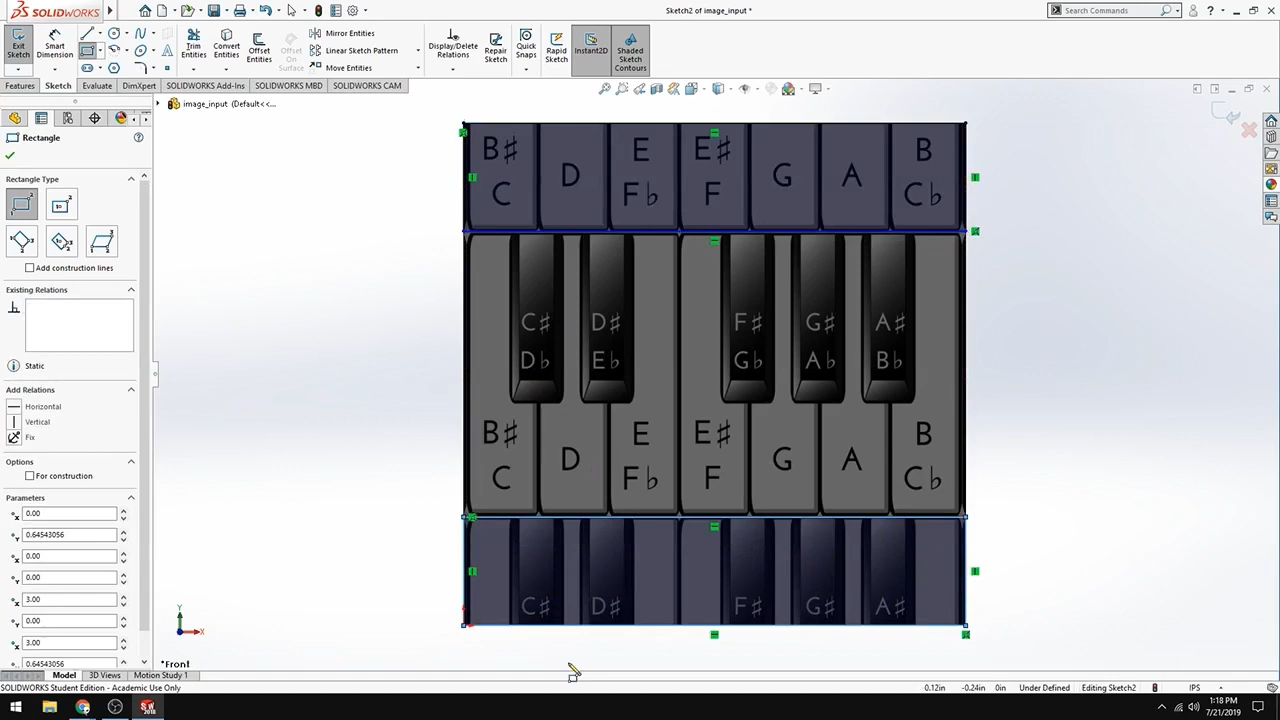 SOLIDWORKS
Sketch2 of image_input *
Search Commands
Exit Sketch
Smart Dimension
Trim Entities
Convert Entities
Offset Entities
Offset On Surface
Mirror Entities
Linear Sketch Pattern
Move Entities
Display/Delete Relations
Repair Sketch
Quick Snaps
Rapid Sketch
Instant2D
Shaded Sketch Contours
Features
Sketch
Evaluate
DimXpert
SOLIDWORKS Add-Ins
SOLIDWORKS MBD
SOLIDWORKS CAM
image_input (Default<<...
Rectangle
Rectangle Type
Add construction lines
Existing Relations
Static
Add Relations
Horizontal
Vertical
Fix
Options
For construction
Parameters
0.00
0.64543056
0.00
0.00
3.00
0.00
3.00
0.64543056
B♯ D E E♯ G A B
C F♭ F C♭
C♯ D♯ F♯ G♯ A♯
D♭ E♭ G♭ A♭ B♭
B♯ D E E♯ G A B
C F♭ F C♭
C♯ D♯ F♯ G♯ A♯
Y
X
*Front
Model
3D Views
Motion Study 1
SOLIDWORKS Student Edition - Academic Use Only
0.12in
-0.24in
0in
Under Defined
Editing Sketch2
IPS
1:18 PM
7/21/2019